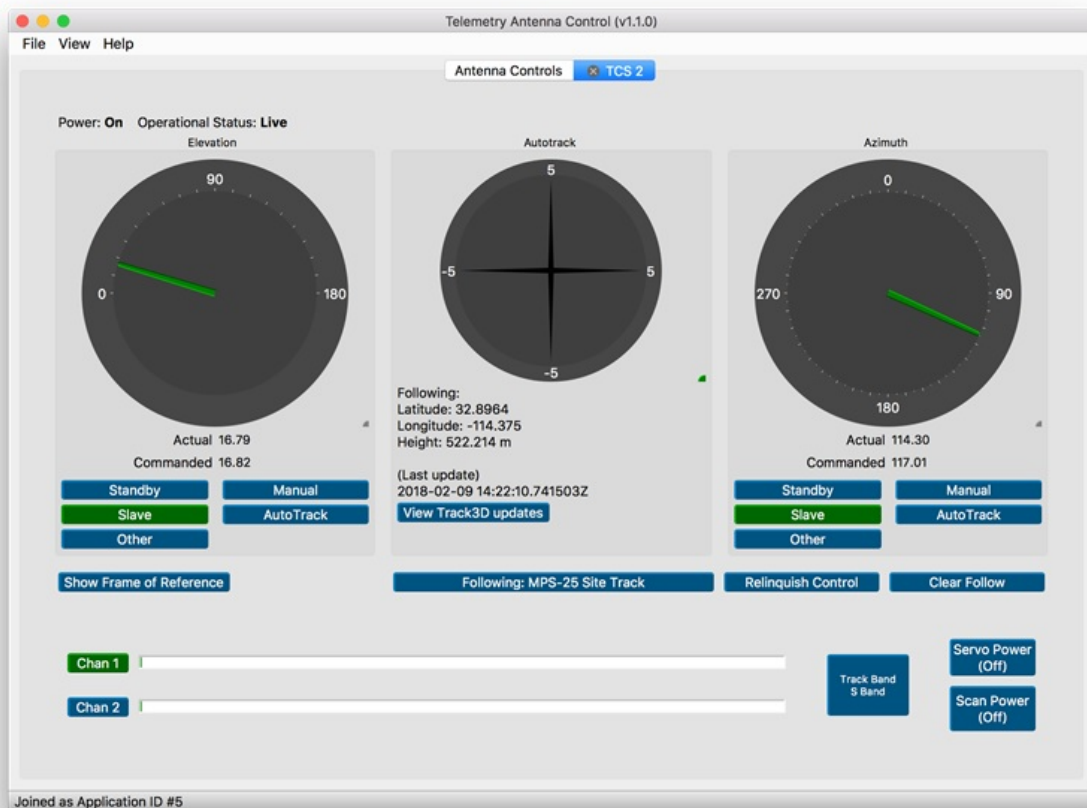 Telemetry Antenna Control (v1.1.0)
File View Help
Antenna Controls TCS 2
Power: On Operational Status: Live
Elevation
90
0
180
Actual 16.79
Commanded 16.82
Standby Manual
Slave AutoTrack
Other
Autotrack
5
-5 5
-5
Following:
Latitude: 32.8964
Longitude: -114.375
Height: 522.214 m
(Last update)
2018-02-09 14:22:10.741503Z
View Track3D updates
Azimuth
0
270 90
180
Actual 114.30
Commanded 117.01
Standby Manual
Slave AutoTrack
Other
Show Frame of Reference Following: MPS-25 Site Track Relinquish Control Clear Follow
Chan 1
Chan 2
Track Band
S Band
Servo Power
(Off)
Scan Power
(Off)
Joined as Application ID #5